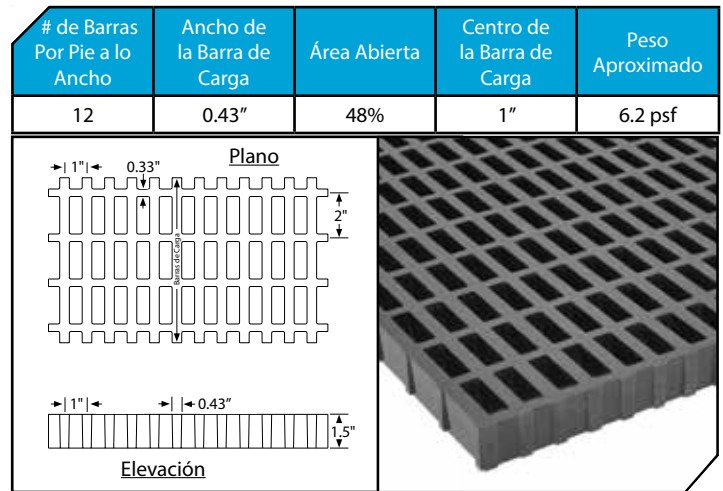 # de Barras Por Pie a lo Ancho
Ancho de la Barra de Carga
Área Abierta
Centro de la Barra de Carga
Peso Aproximado
12
0.43”
48%
1”
6.2 psf
Plano
1"
0.33"
2"
Barras de Carga
1"
0.43”
1.5"
Elevación